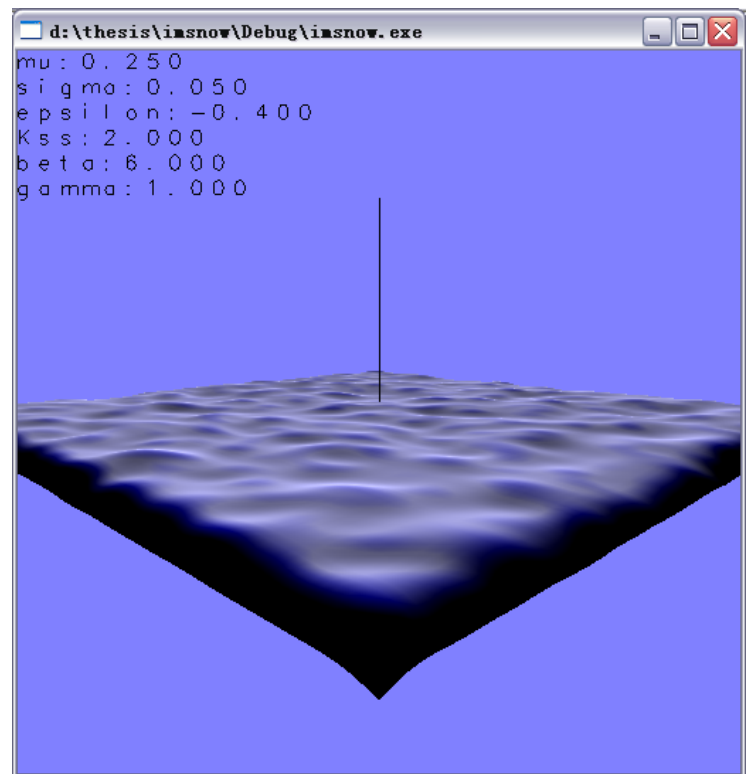 d:\thesis\imsnow\Debug\imsnow.exe
mu: 0.250
sigma: 0.050
epsilon: -0.400
Kss: 2.000
beta: 6.000
gamma: 1.000